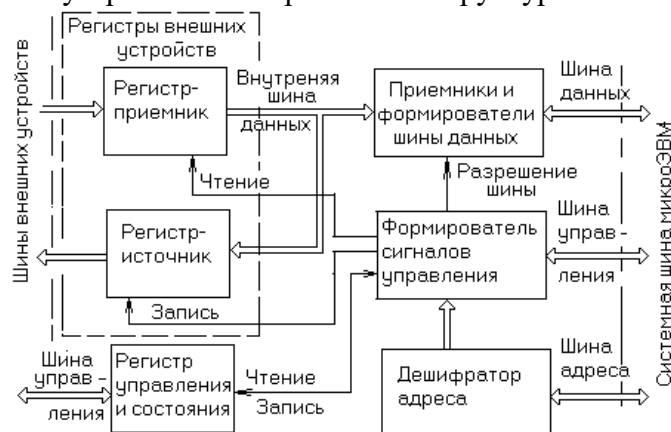 Регистры внешних
устройств
Регистр-
приемник
Внутреняя
шина
данных
Приемники и
формирователи
шины данных
Шина
данных
Чтение
Разрешение
шины
Регистр-
источник
Формирователь
сигналов
управления
Шина
управ-
ления
Запись
Шина
управ-
ления
Регистр
управления
и состояния
Чтение
Запись
Дешифратор
адреса
Шина
адреса
Шины внешних устройств
Системная шина микроЭВМ